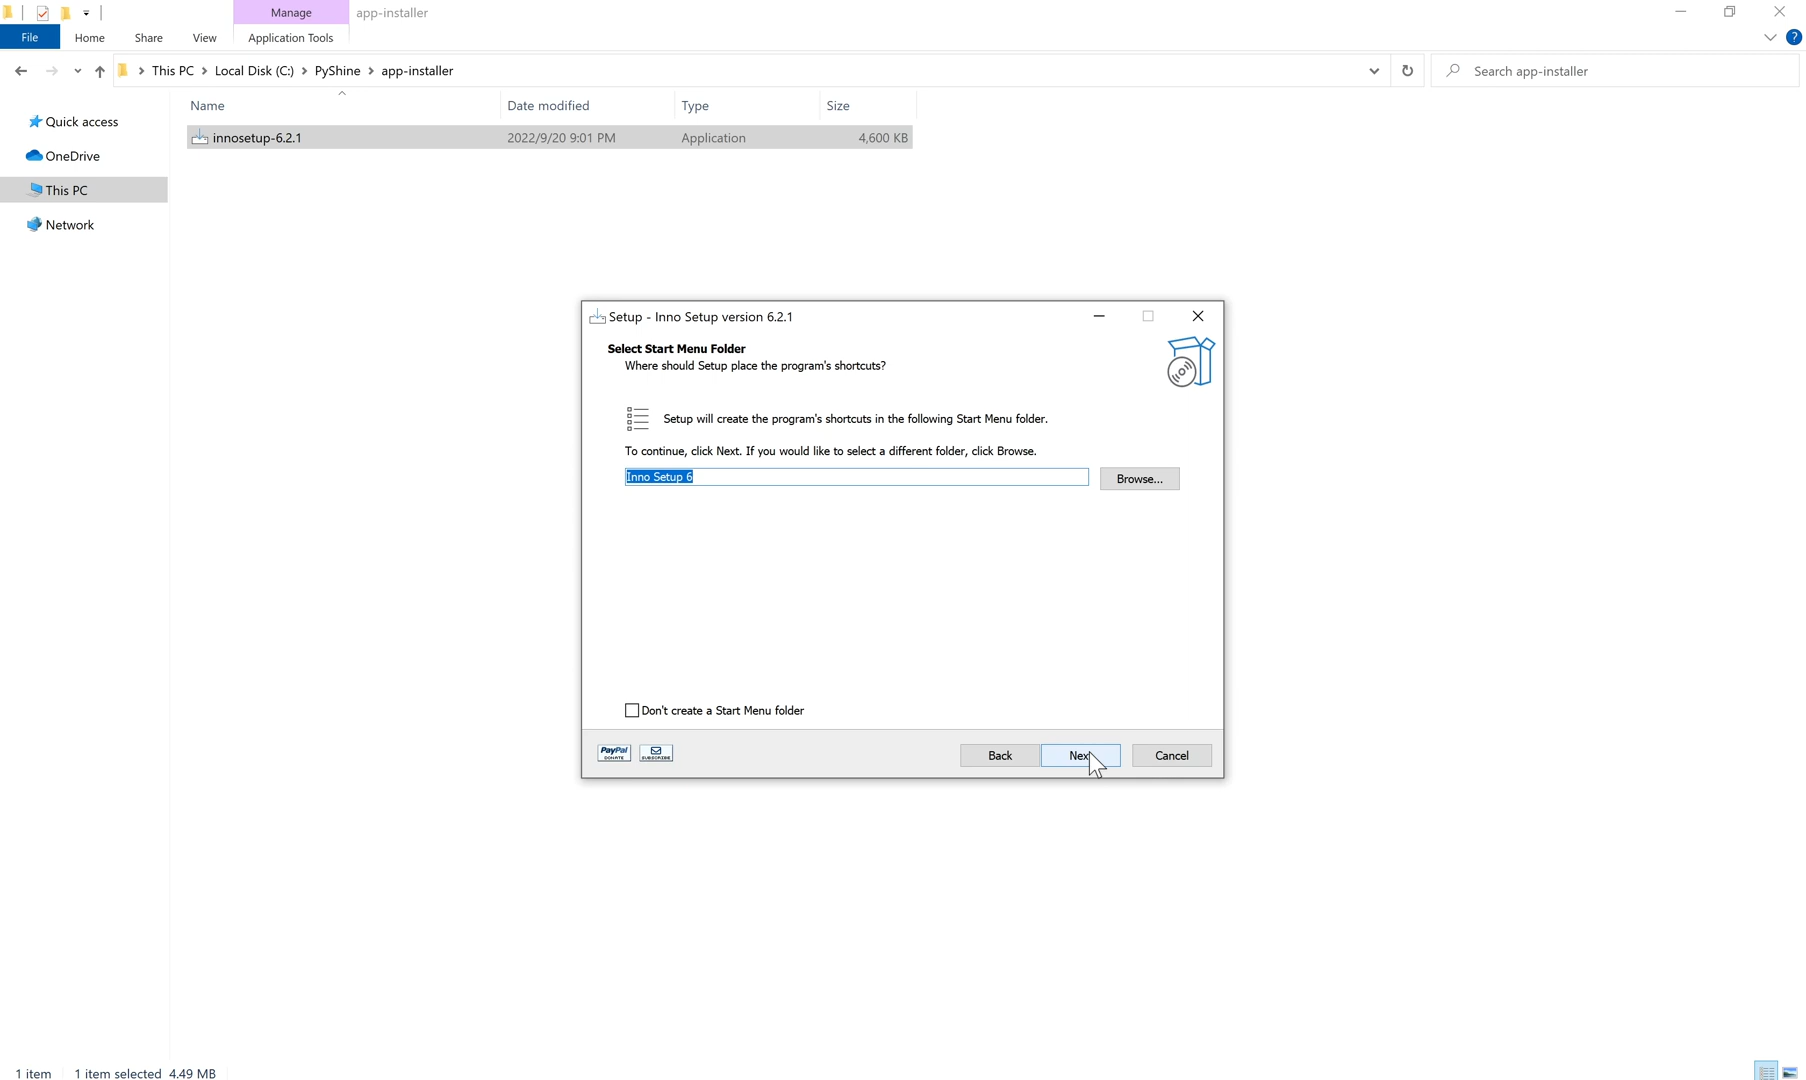 Manage
app-installer
File
Home
Share
View
Application Tools
?
This PC
Local Disk (C:)
PyShine
app-installer
Search app-installer
Name
Date modified
Type
Size
Quick access
innosetup-6.2.1
2022/9/20 9:01 PM
Application
4,600 KB
OneDrive
This PC
Network
Setup - Inno Setup version 6.2.1
Select Start Menu Folder
Where should Setup place the program's shortcuts?
Setup will create the program's shortcuts in the following Start Menu folder.
To continue, click Next. If you would like to select a different folder, click Browse.
Inno Setup 6
Browse...
Don't create a Start Menu folder
PayPal
DONATE
SUBSCRIBE
Back
Next
Cancel
1 item
1 item selected 4.49 MB